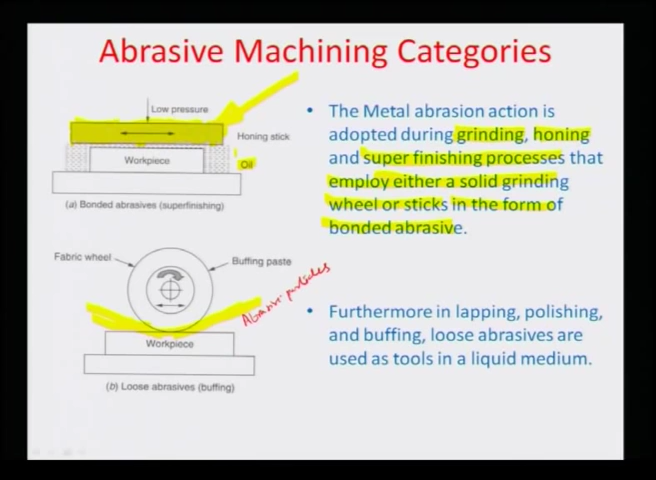 Abrasive Machining Categories
Low pressure
Honing stick
Workpiece
Oil
(a) Bonded abrasives (superfinishing)
Fabric wheel
Buffing paste
Abrasive particles
Workpiece
(b) Loose abrasives (buffing)
• The Metal abrasion action is
adopted during grinding, honing
and super finishing processes that
employ either a solid grinding
wheel or sticks in the form of
bonded abrasive.
• Furthermore in lapping, polishing,
and buffing, loose abrasives are
used as tools in a liquid medium.